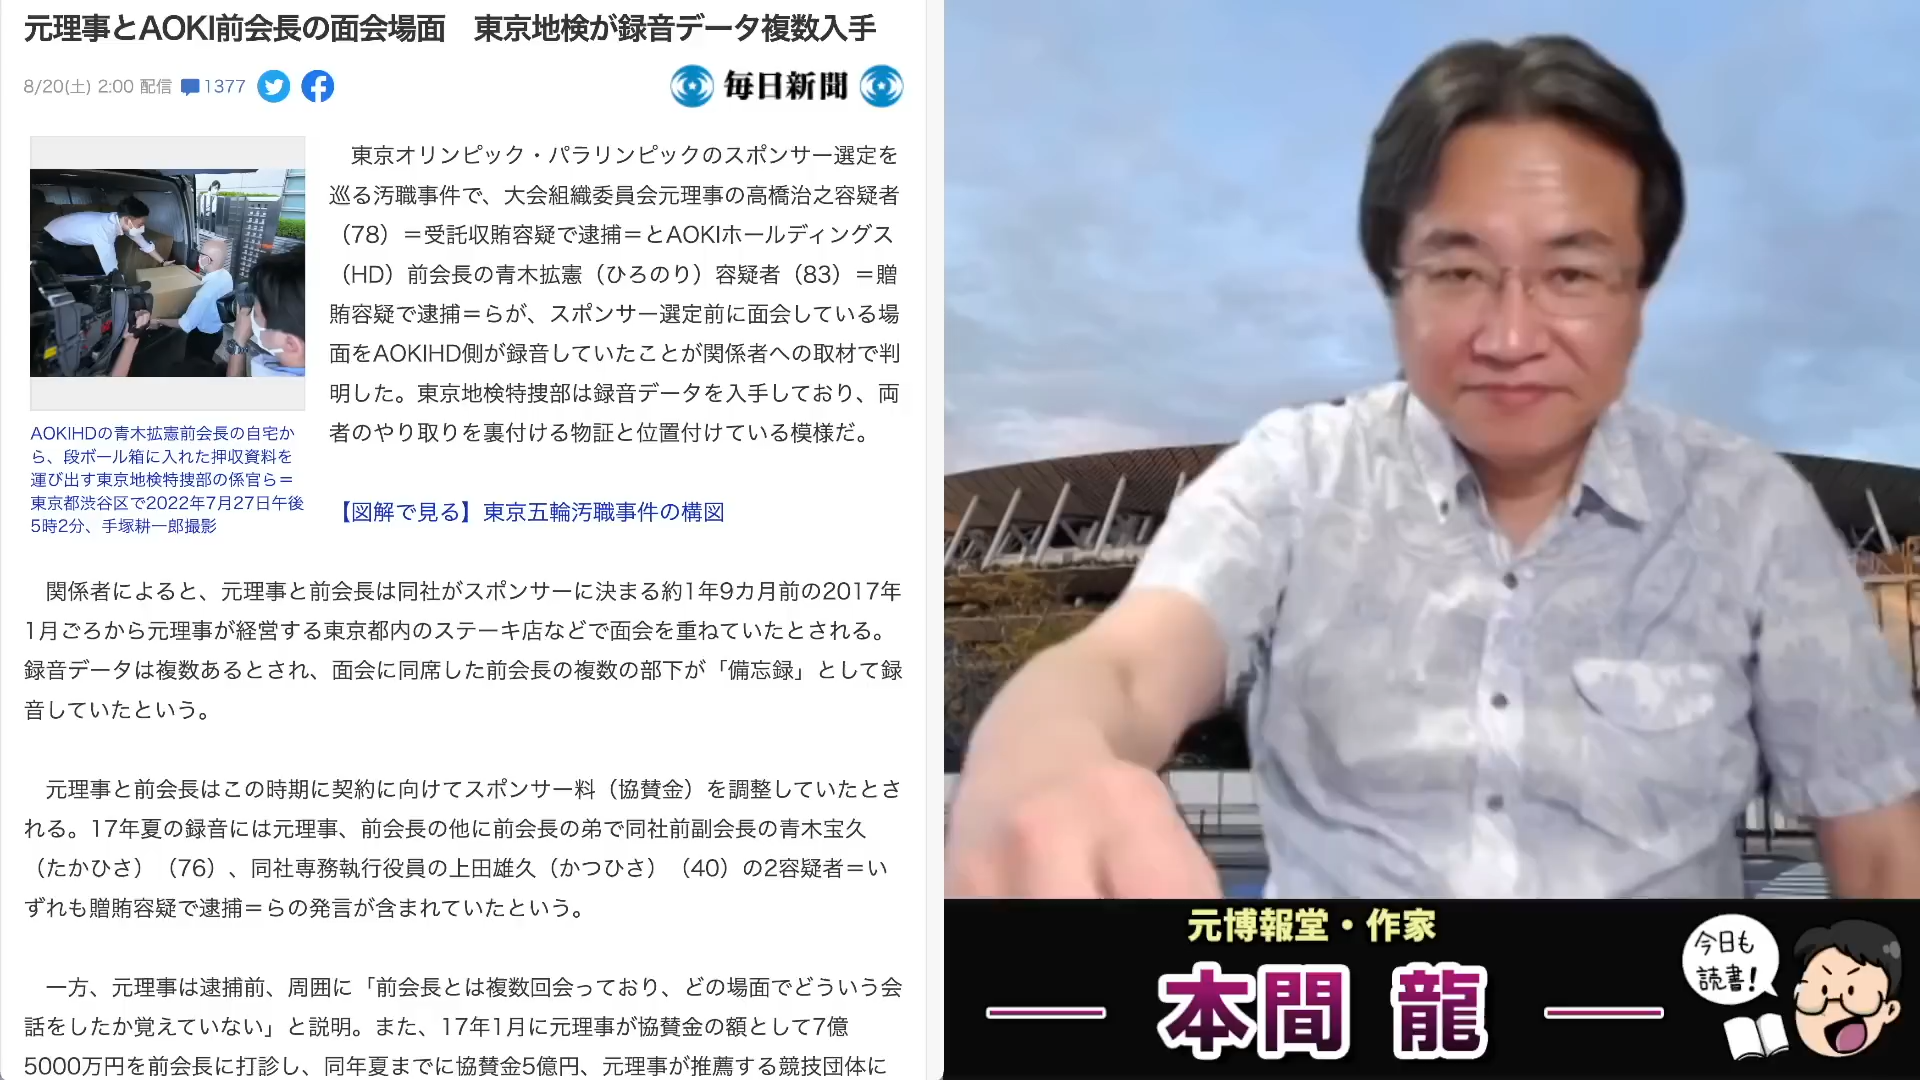 元理事とAOKI前会長の面会場面　東京地検が録音データ複数入手
8/20(土) 2:00 配信 1377
毎日新聞
東京オリンピック・パラリンピックのスポンサー選定を
巡る汚職事件で、大会組織委員会元理事の高橋治之容疑者
（78）＝受託収賄容疑で逮捕＝とAOKIホールディングス
（HD）前会長の青木拡憲（ひろのり）容疑者（83）＝贈
賄容疑で逮捕＝らが、スポンサー選定前に面会している場
面をAOKIHD側が録音していたことが関係者への取材で判
明した。東京地検特捜部は録音データを入手しており、両
者のやり取りを裏付ける物証と位置付けている模様だ。
AOKIHDの青木拡憲前会長の自宅か
ら、段ボール箱に入れた押収資料を
運び出す東京地検特捜部の係官ら＝
東京都渋谷区で2022年7月27日午後
5時2分、手塚耕一郎撮影
【図解で見る】東京五輪汚職事件の構図
関係者によると、元理事と前会長は同社がスポンサーに決まる約1年9カ月前の2017年
1月ごろから元理事が経営する東京都内のステーキ店などで面会を重ねていたとされる。
録音データは複数あるとされ、面会に同席した前会長の複数の部下が「備忘録」として録
音していたという。
元理事と前会長はこの時期に契約に向けてスポンサー料（協賛金）を調整していたとさ
れる。17年夏の録音には元理事、前会長の他に前会長の弟で同社前副会長の青木宝久
（たかひさ）（76）、同社専務執行役員の上田雄久（かつひさ）（40）の2容疑者＝い
ずれも贈賄容疑で逮捕＝らの発言が含まれていたという。
一方、元理事は逮捕前、周囲に「前会長とは複数回会っており、どの場面でどういう会
話をしたか覚えていない」と説明。また、17年1月に元理事が協賛金の額として7億
5000万円を前会長に打診し、同年夏までに協賛金5億円、元理事が推薦する競技団体に
元博報堂・作家
本間 龍
今日も
読書！